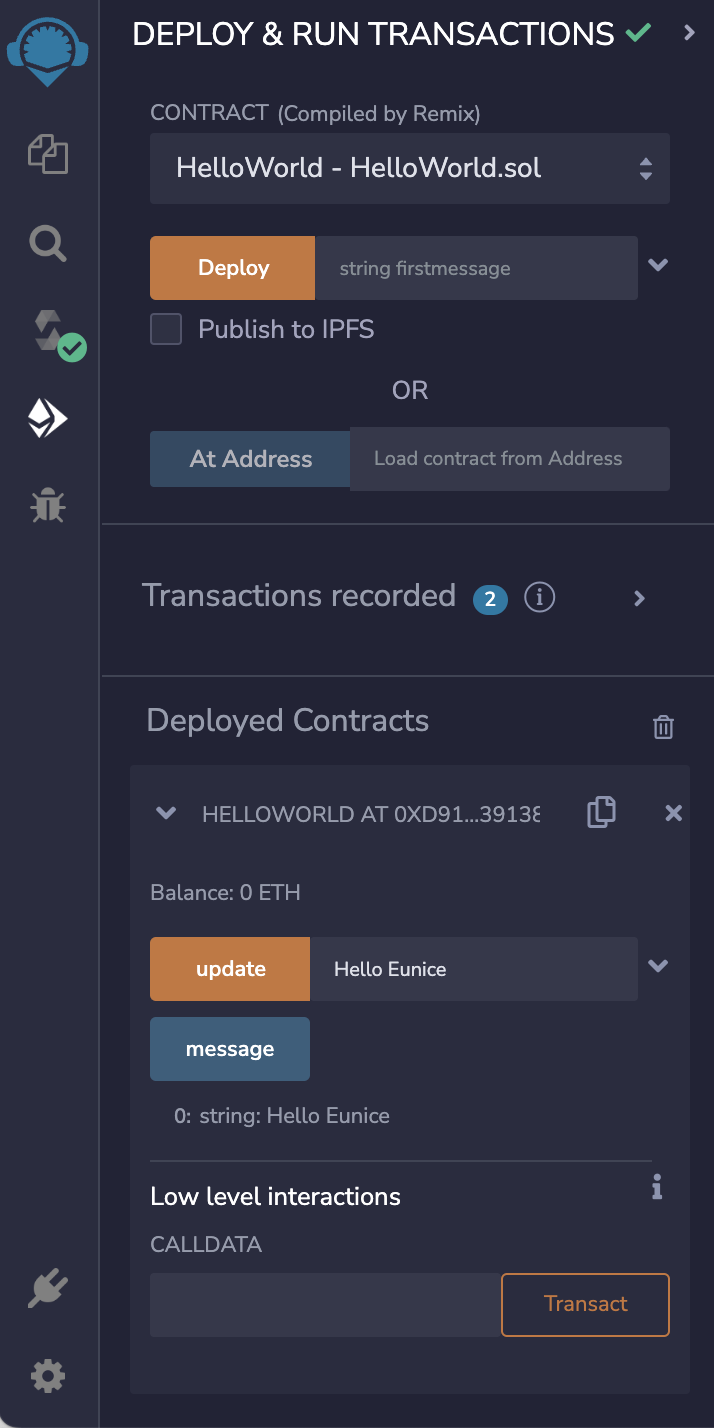 DEPLOY & RUN TRANSACTIONS
CONTRACT (Compiled by Remix)
HelloWorld - HelloWorld.sol
Deploy string firstmessage
Publish to IPFS
OR
At Address Load contract from Address
Transactions recorded 2
Deployed Contracts
HELLOWORLD AT 0XD91...39138
Balance: 0 ETH
update Hello Eunice
message
0: string: Hello Eunice
Low level interactions
CALLDATA
Transact